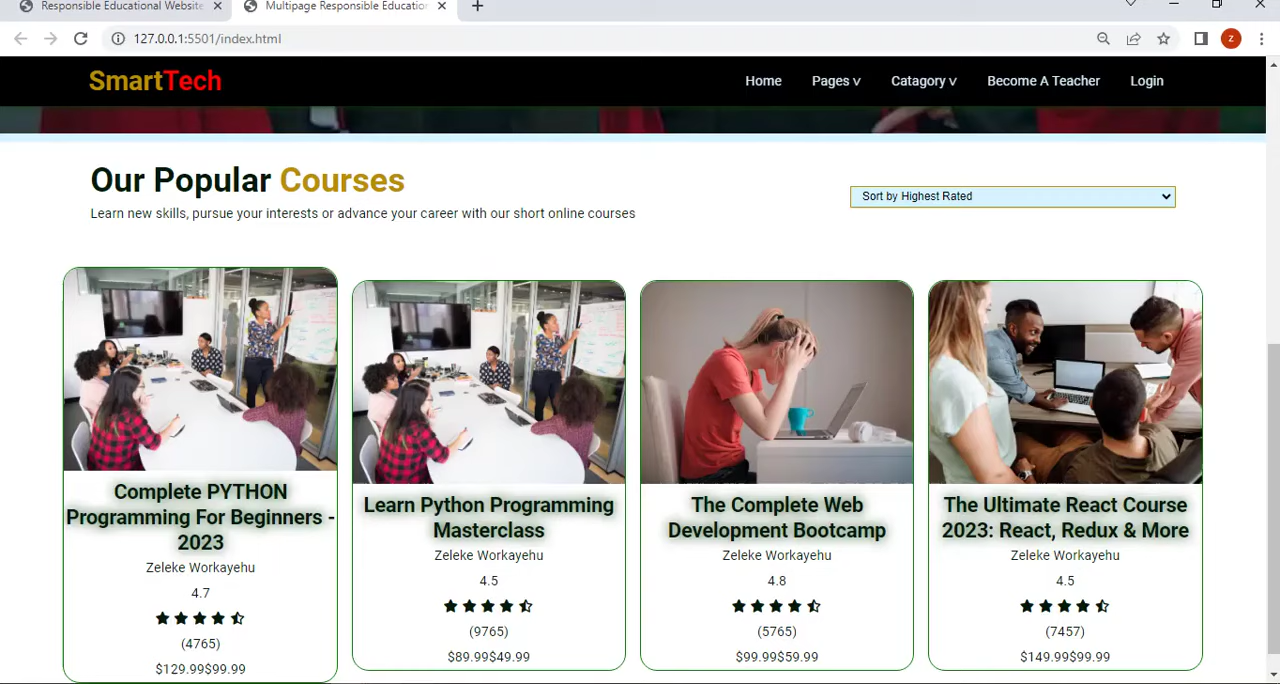 Responsible Educational Website
Multipage Responsible Education
127.0.0.1:5501/index.html
z
SmartTech
Home
Pages v
Catagory v
Become A Teacher
Login
Our Popular Courses
Learn new skills, pursue your interests or advance your career with our short online courses
Sort by Highest Rated
Complete PYTHON
Programming For Beginners -
2023
Zeleke Workayehu
4.7
(4765)
$129.99$99.99
Learn Python Programming
Masterclass
Zeleke Workayehu
4.5
(9765)
$89.99$49.99
The Complete Web
Development Bootcamp
Zeleke Workayehu
4.8
(5765)
$99.99$59.99
The Ultimate React Course
2023: React, Redux & More
Zeleke Workayehu
4.5
(7457)
$149.99$99.99